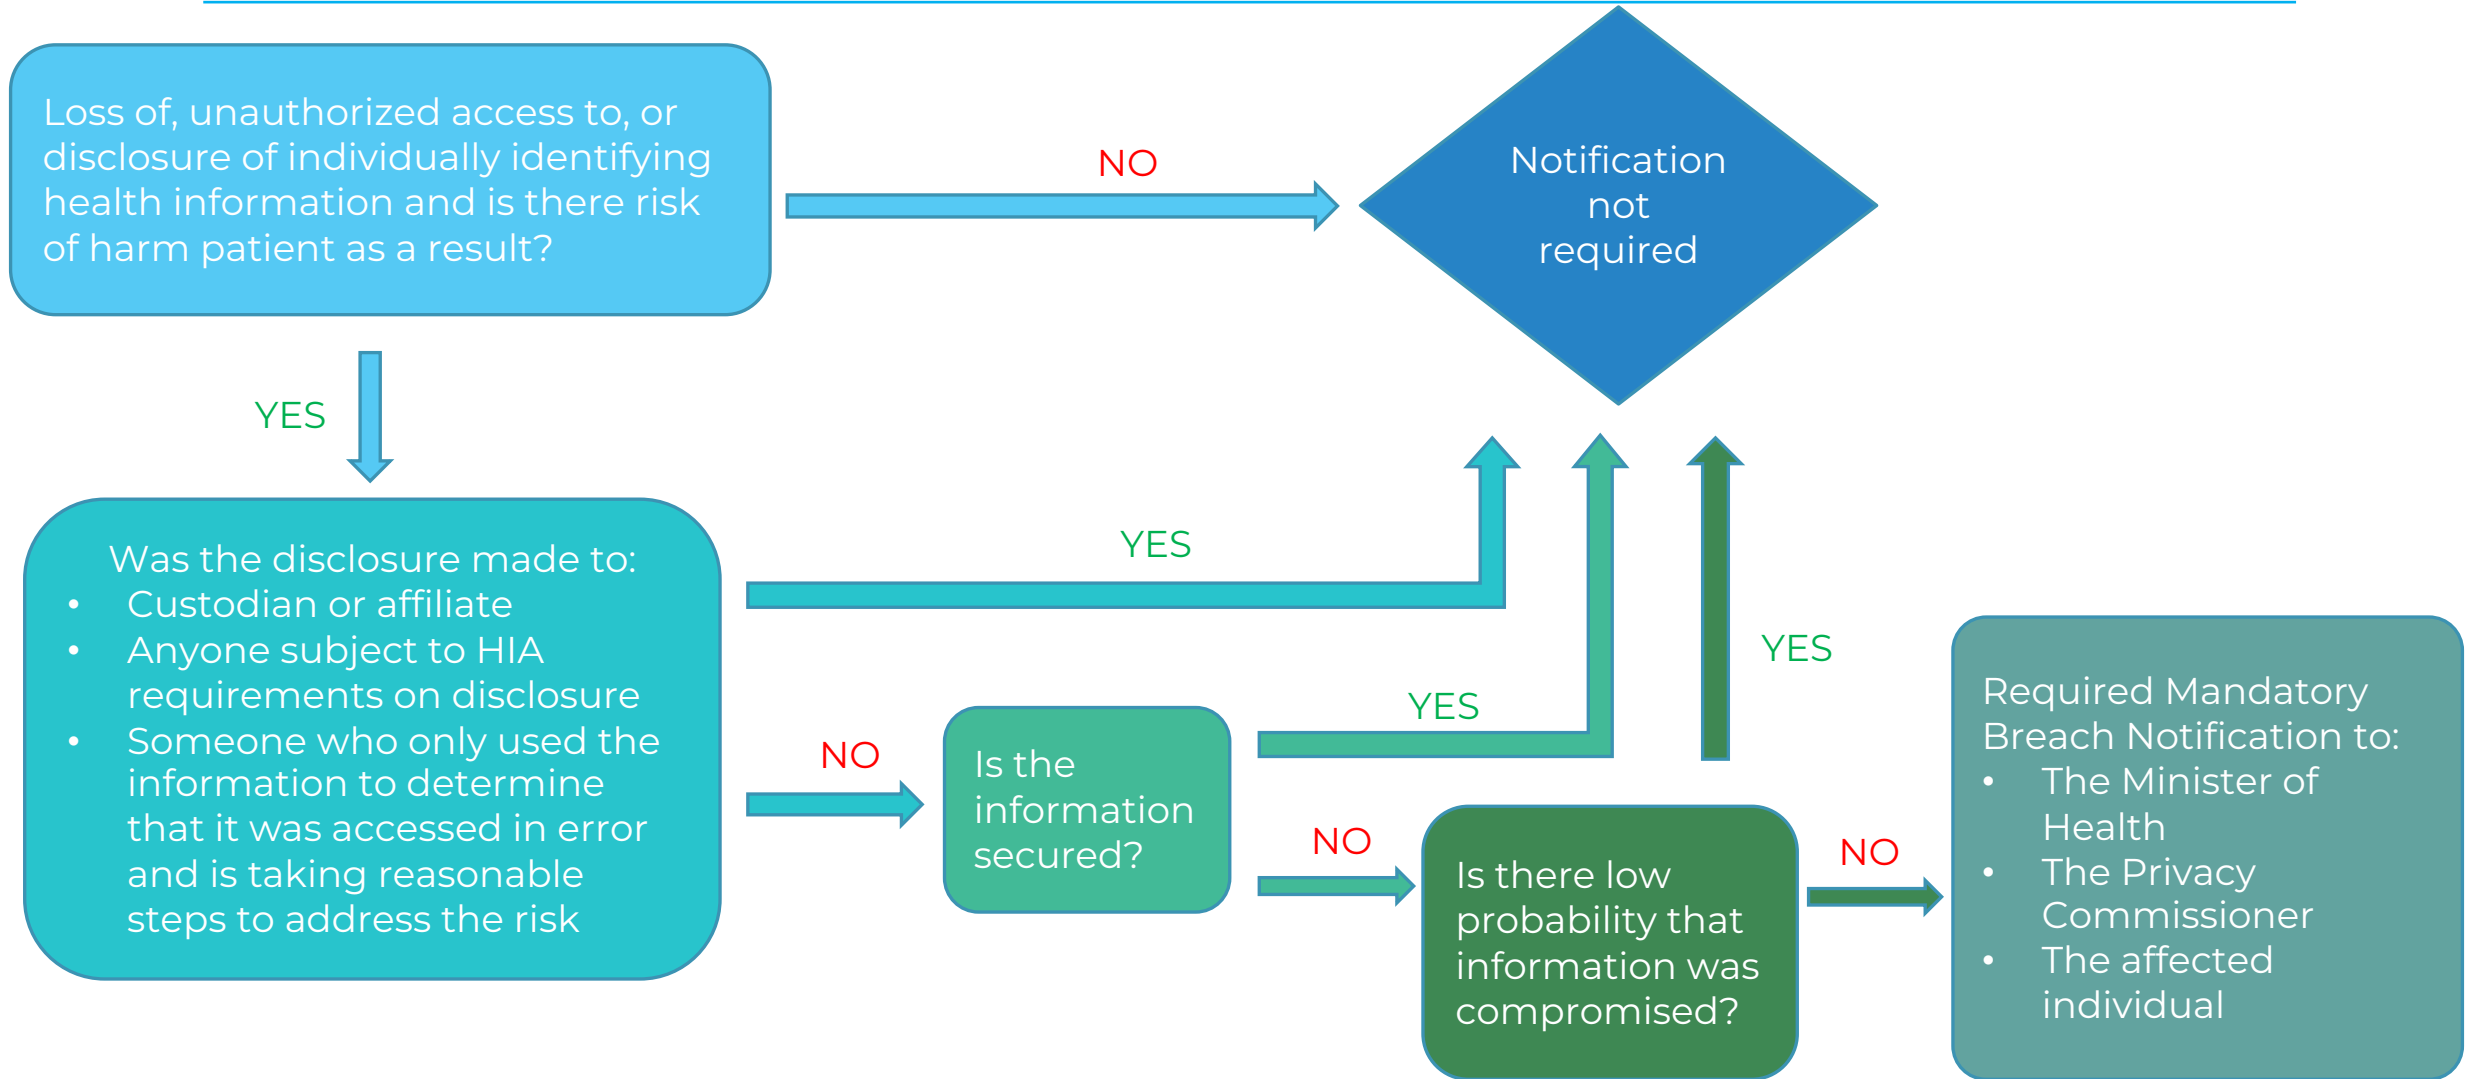 Loss of, unauthorized access to, or
disclosure of individually identifying
health information and is there risk
of harm patient as a result?
NO
Notification
not
required
YES
Was the disclosure made to:
• Custodian or affiliate
• Anyone subject to HIA
requirements on disclosure
• Someone who only used the
information to determine
that it was accessed in error
and is taking reasonable
steps to address the risk
YES
NO
Is the
information
secured?
YES
NO
Is there low
probability that
information was
compromised?
YES
NO
Required Mandatory
Breach Notification to:
• The Minister of
Health
• The Privacy
Commissioner
• The affected
individual